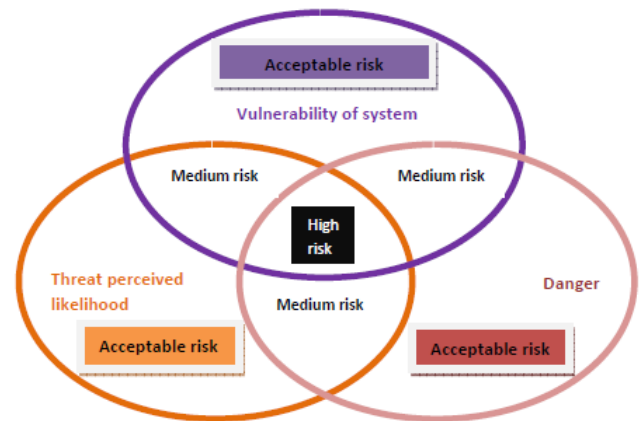 Acceptable risk
Vulnerability of system
Medium risk
Medium risk
High
risk
Threat perceived
likelihood
Danger
Medium risk
Acceptable risk
Acceptable risk